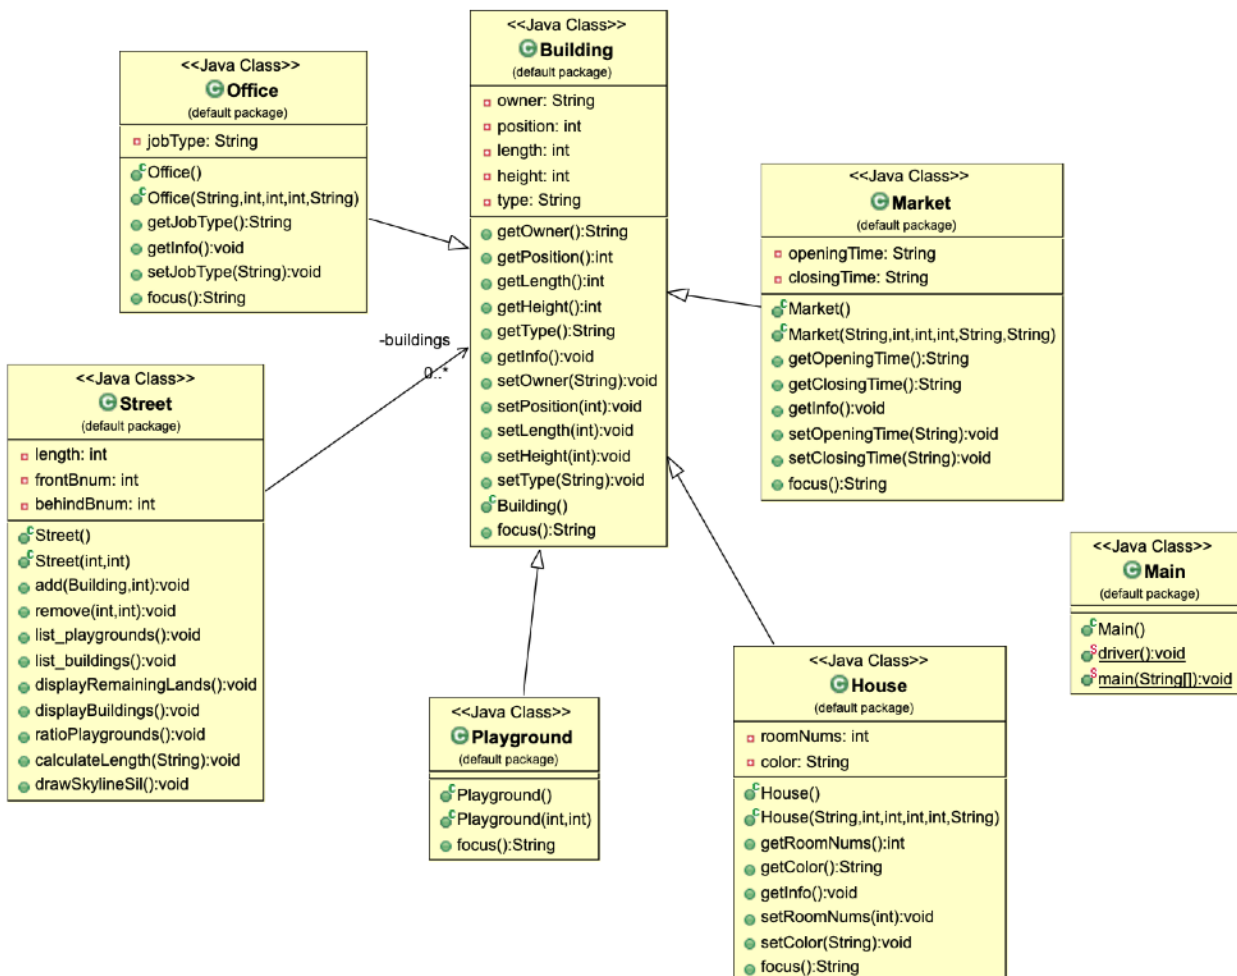 <<Java Class>>
Building
(default package)
owner: String
position: int
length: int
height: int
type: String
getOwner():String
getPosition():int
getLength():int
getHeight():int
getType():String
getInfo():void
setOwner(String):void
setPosition(int):void
setLength(int):void
setHeight(int):void
setType(String):void
Building()
focus():String
<<Java Class>>
Office
(default package)
jobType: String
Office()
Office(String,int,int,int,String)
getJobType():String
getInfo():void
setJobType(String):void
focus():String
<<Java Class>>
Market
(default package)
openingTime: String
closingTime: String
Market()
Market(String,int,int,int,String,String)
getOpeningTime():String
getClosingTime():String
getInfo():void
setOpeningTime(String):void
setClosingTime(String):void
focus():String
-buildings
0..*
<<Java Class>>
Street
(default package)
length: int
frontBnum: int
behindBnum: int
Street()
Street(int,int)
add(Building,int):void
remove(int,int):void
list_playgrounds():void
list_buildings():void
displayRemainingLands():void
displayBuildings():void
ratioPlaygrounds():void
calculateLength(String):void
drawSkylineSil():void
<<Java Class>>
Main
(default package)
Main()
driver():void
main(String[]):void
<<Java Class>>
Playground
(default package)
Playground()
Playground(int,int)
focus():String
<<Java Class>>
House
(default package)
roomNums: int
color: String
House()
House(String,int,int,int,int,String)
getRoomNums():int
getColor():String
getInfo():void
setRoomNums(int):void
setColor(String):void
focus():String